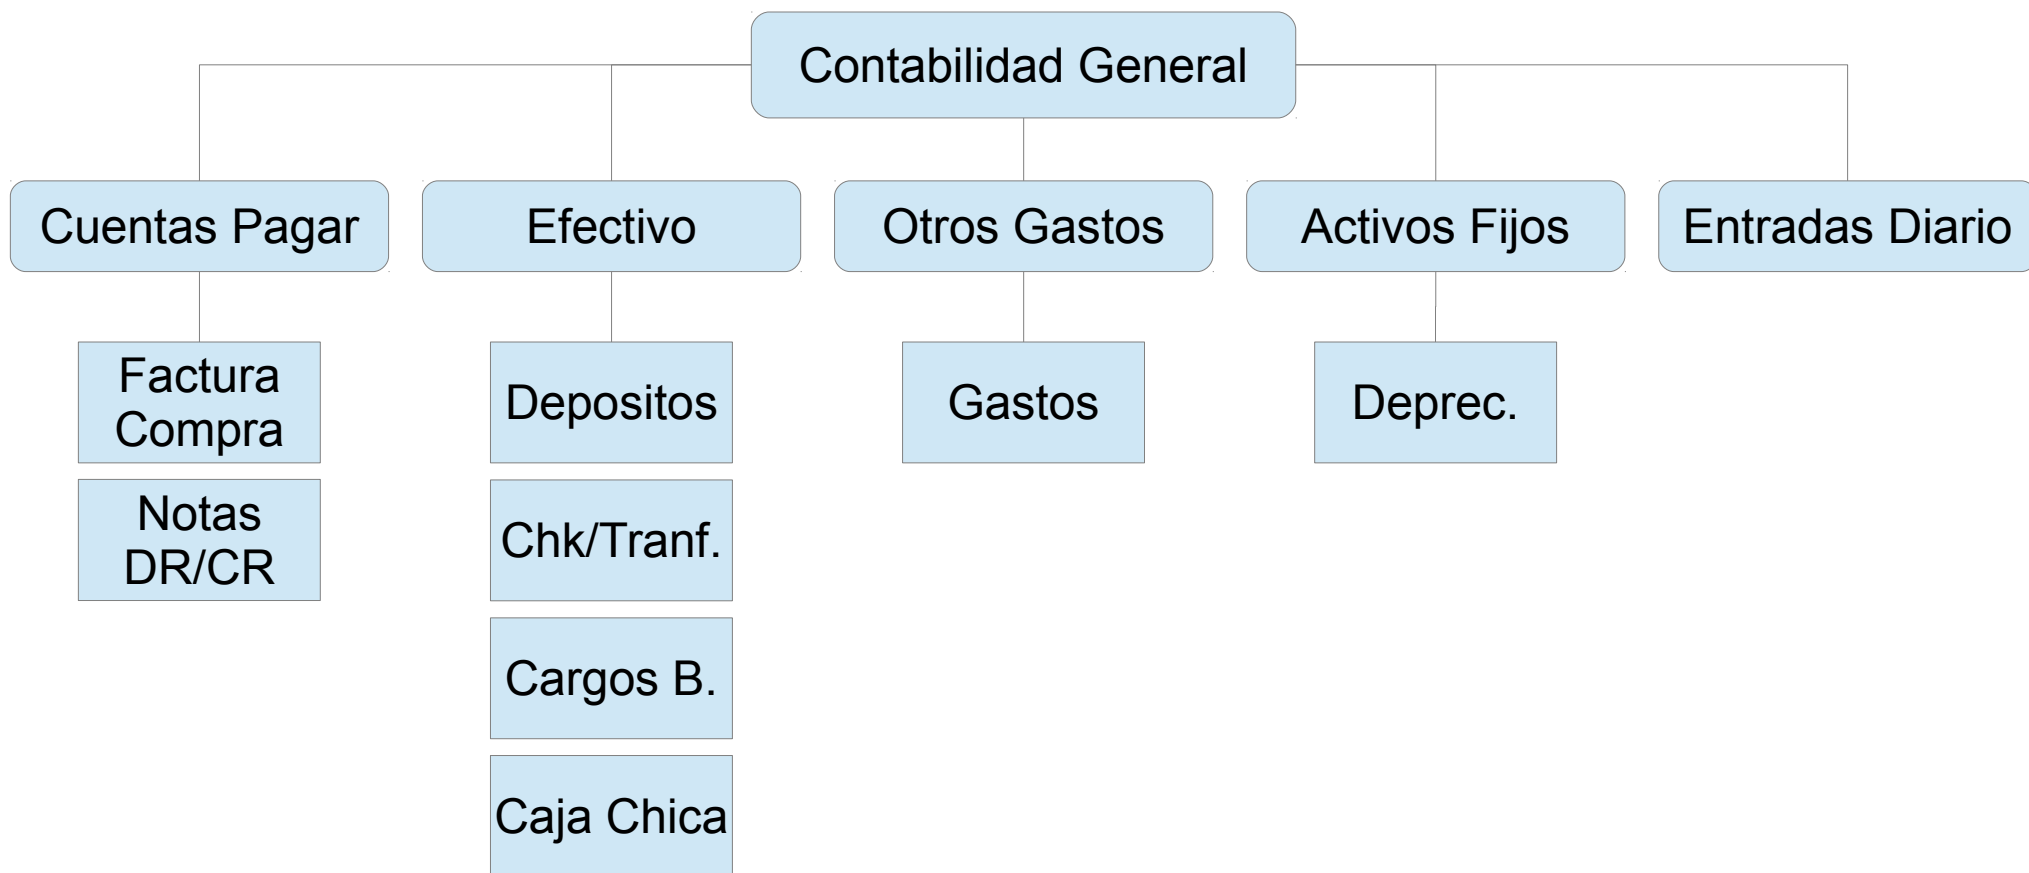 Contabilidad General
Cuentas Pagar
Efectivo
Otros Gastos
Activos Fijos
Entradas Diario
Factura
Compra
Depositos
Gastos
Deprec.
Notas
DR/CR
Chk/Tranf.
Cargos B.
Caja Chica